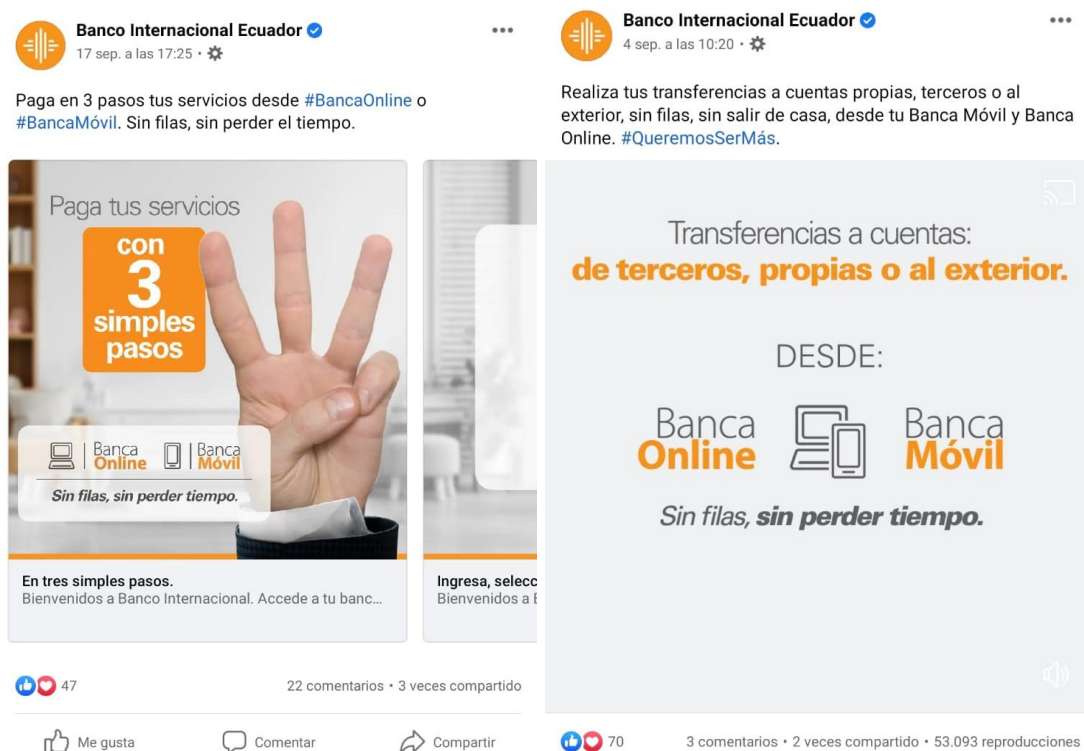 Banco Internacional Ecuador
17 sep. a las 17:25 •
Paga en 3 pasos tus servicios desde #BancaOnline o
#BancaMóvil. Sin filas, sin perder el tiempo.
Paga tus servicios
con
3
simples
pasos
Banca
Online
Banca
Móvil
Sin filas, sin perder tiempo.
En tres simples pasos.
Bienvenidos a Banco Internacional. Accede a tu banc...
Ingresa, selecc
Bienvenidos a
47
22 comentarios • 3 veces compartido
Me gusta
Comentar
Compartir
Banco Internacional Ecuador
4 sep. a las 10:20 •
Realiza tus transferencias a cuentas propias, terceros o al
exterior, sin filas, sin salir de casa, desde tu Banca Móvil y Banca
Online. #QueremosSerMás.
Transferencias a cuentas:
de terceros, propias o al exterior.
DESDE:
Banca
Online
Banca
Móvil
Sin filas, sin perder tiempo.
70
3 comentarios • 2 veces compartido • 53.093 reproducciones